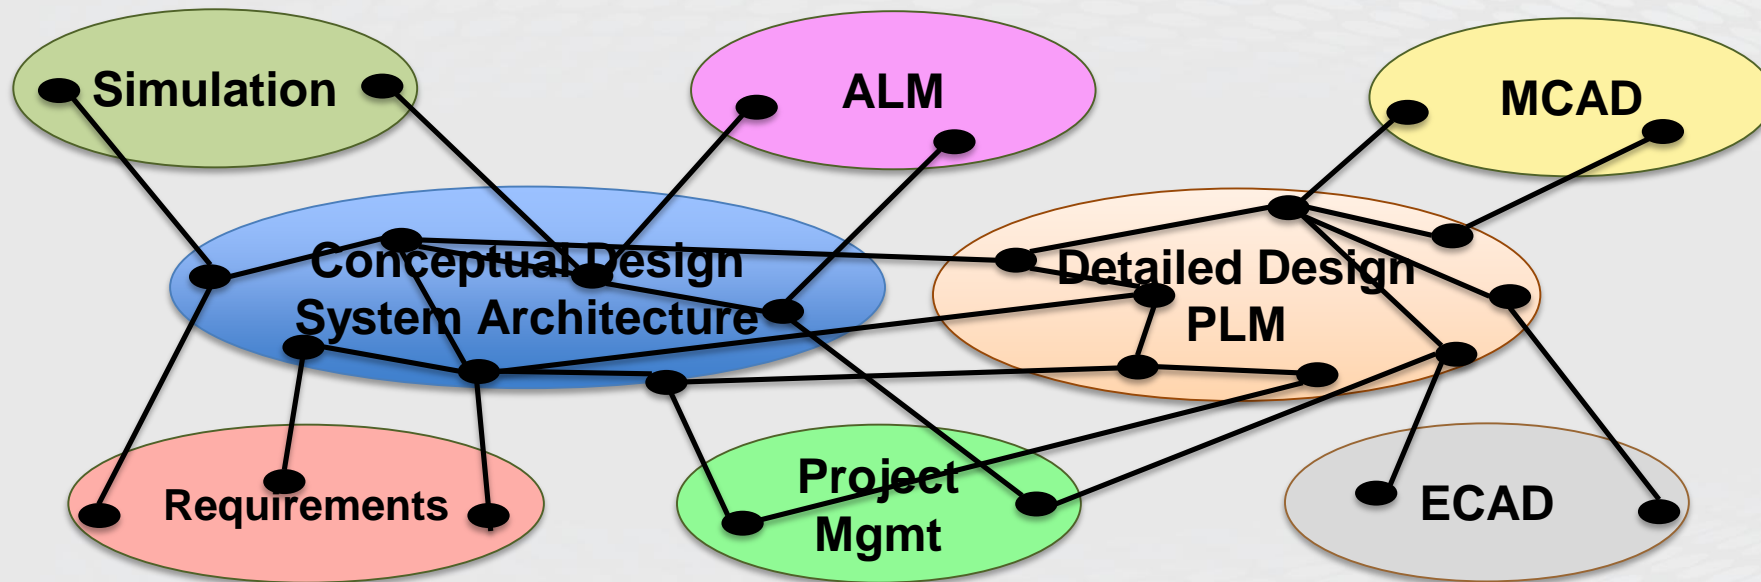 Simulation
ALM
MCAD
Conceptual Design
System Architecture
Detailed Design
PLM
Requirements
Project
Mgmt
ECAD